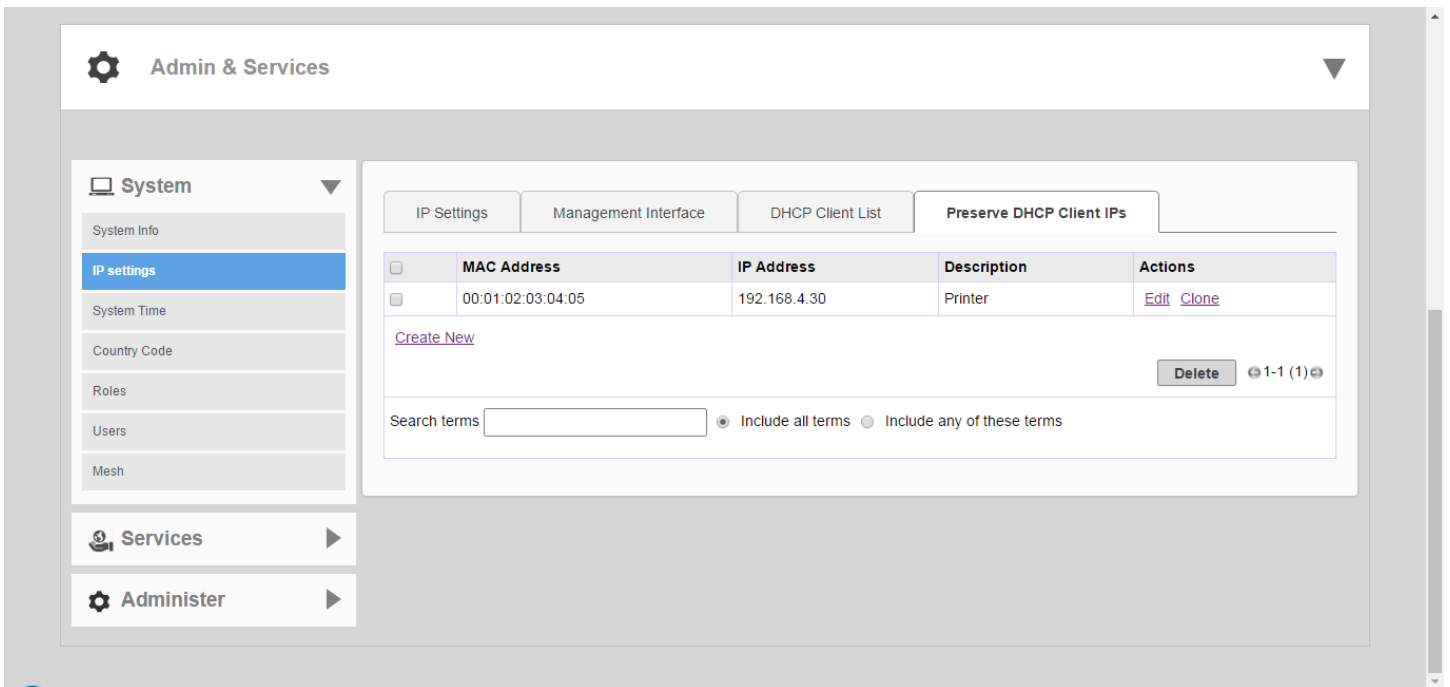 Admin & Services
System
System Info
IP settings
System Time
Country Code
Roles
Users
Mesh
Services
Administer
IP Settings Management Interface DHCP Client List Preserve DHCP Client IPs
MAC Address IP Address Description Actions
00:01:02:03:04:05 192.168.4.30 Printer Edit Clone
Create New
Delete 1-1 (1)
Search terms Include all terms Include any of these terms